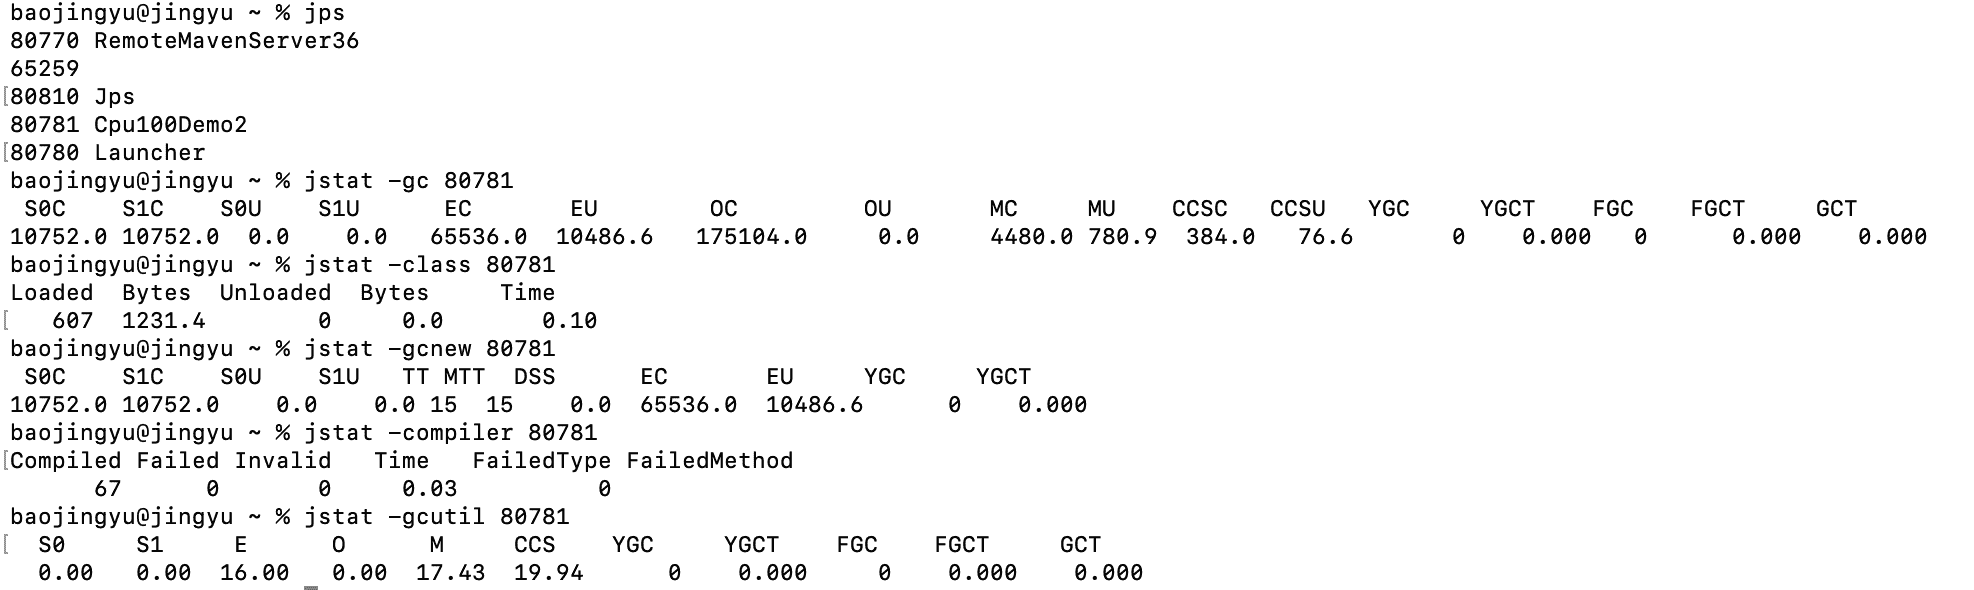 baojingyu@jingyu ~ % jps
80770 RemoteMavenServer36
65259
[80810 Jps
80781 Cpu100Demo2
[80780 Launcher
baojingyu@jingyu ~ % jstat -gc 80781
S0C S1C S0U S1U EC EU OC OU MC MU CCSC CCSU YGC YGCT FGC FGCT GCT
10752.0 10752.0 0.0 0.0 65536.0 10486.6 175104.0 0.0 4480.0 780.9 384.0 76.6 0 0.000 0 0.000 0.000
baojingyu@jingyu ~ % jstat -class 80781
Loaded Bytes Unloaded Bytes Time
[ 607 1231.4 0 0.0 0.10
baojingyu@jingyu ~ % jstat -gcnew 80781
S0C S1C S0U S1U TT MTT DSS EC EU YGC YGCT
10752.0 10752.0 0.0 0.0 15 15 0.0 65536.0 10486.6 0 0.000
baojingyu@jingyu ~ % jstat -compiler 80781
[Compiled Failed Invalid Time FailedType FailedMethod
67 0 0 0.03 0
baojingyu@jingyu ~ % jstat -gcutil 80781
[ S0 S1 E O M CCS YGC YGCT FGC FGCT GCT
0.00 0.00 16.00 0.00 17.43 19.94 0 0.000 0 0.000 0.000